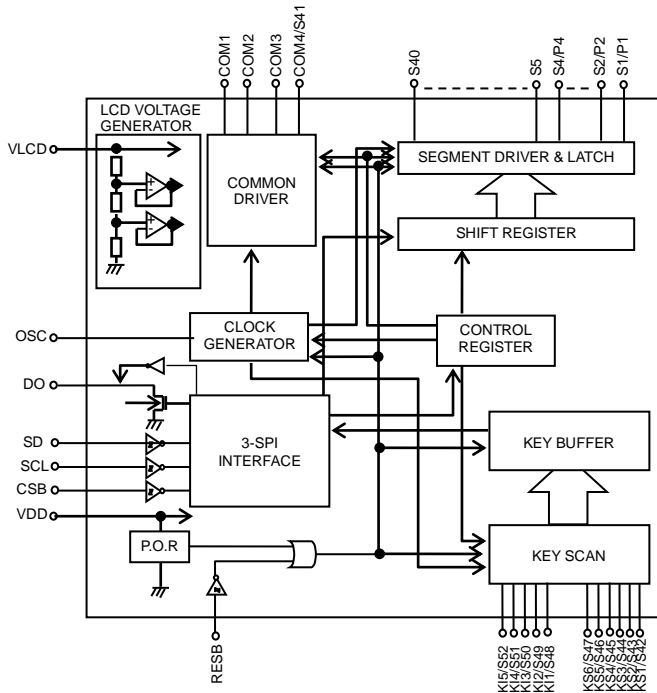 COM1
COM2
COM3
COM4/S41
S40
S5
S4/P4
S2/P2
S1/P1
LCD VOLTAGE
GENERATOR
VLCD
COMMON
DRIVER
SEGMENT DRIVER & LATCH
SHIFT REGISTER
OSC
CLOCK
GENERATOR
CONTROL
REGISTER
DO
SD
SCL
CSB
3-SPI
INTERFACE
KEY BUFFER
VDD
P.O.R
KEY SCAN
RESB
KI5/S52
KI4/S51
KI3/S50
KI2/S49
KI1/S48
KS6/S47
KS5/S46
KS4/S45
KS3/S44
KS2/S43
KS1/S42